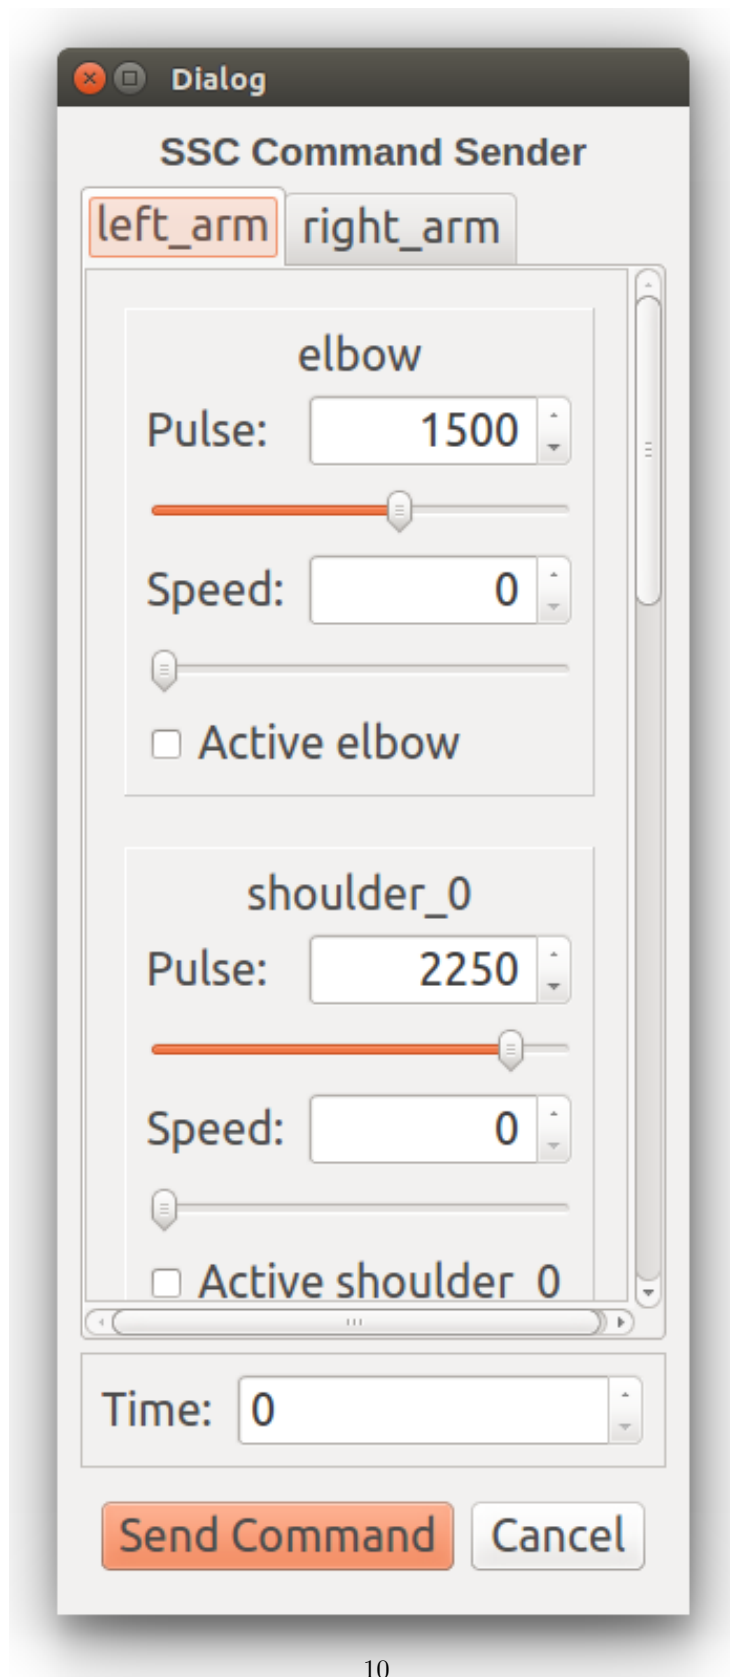 Dialog
SSC Command Sender
left_arm right_arm
elbow
Pulse: 1500
Speed: 0
Active elbow
shoulder_0
Pulse: 2250
Speed: 0
Active shoulder_0
Time: 0
Send Command Cancel
10